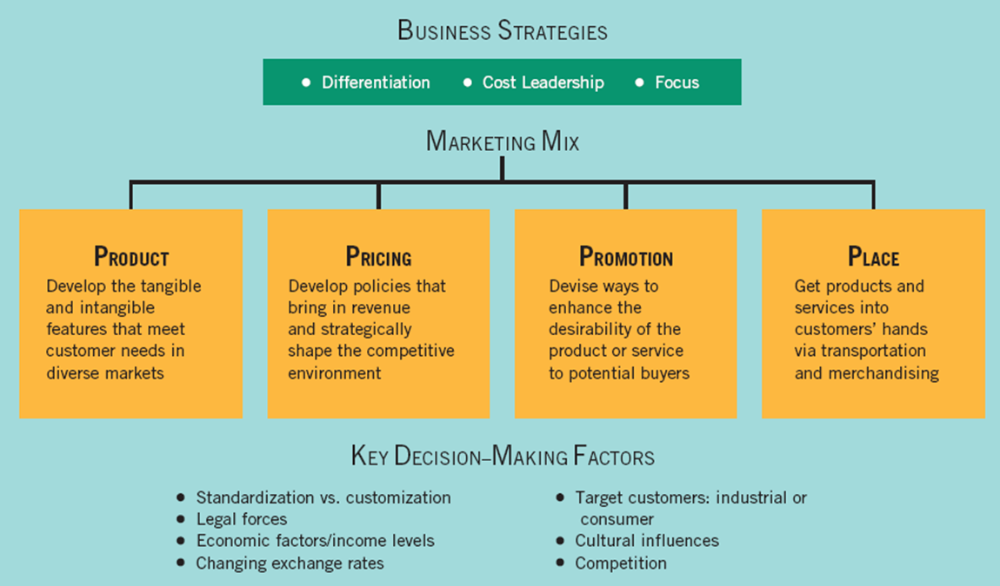 BUSINESS STRATEGIES
• Differentiation • Cost Leadership • Focus
MARKETING MIX
PRODUCT
Develop the tangible
and intangible
features that meet
customer needs in
diverse markets
PRICING
Develop policies that
bring in revenue
and strategically
shape the competitive
environment
PROMOTION
Devise ways to
enhance the
desirability of the
product or service
to potential buyers
PLACE
Get products and
services into
customers’ hands
via transportation
and merchandising
KEY DECISION–MAKING FACTORS
• Standardization vs. customization
• Legal forces
• Economic factors/income levels
• Changing exchange rates
• Target customers: industrial or
consumer
• Cultural influences
• Competition